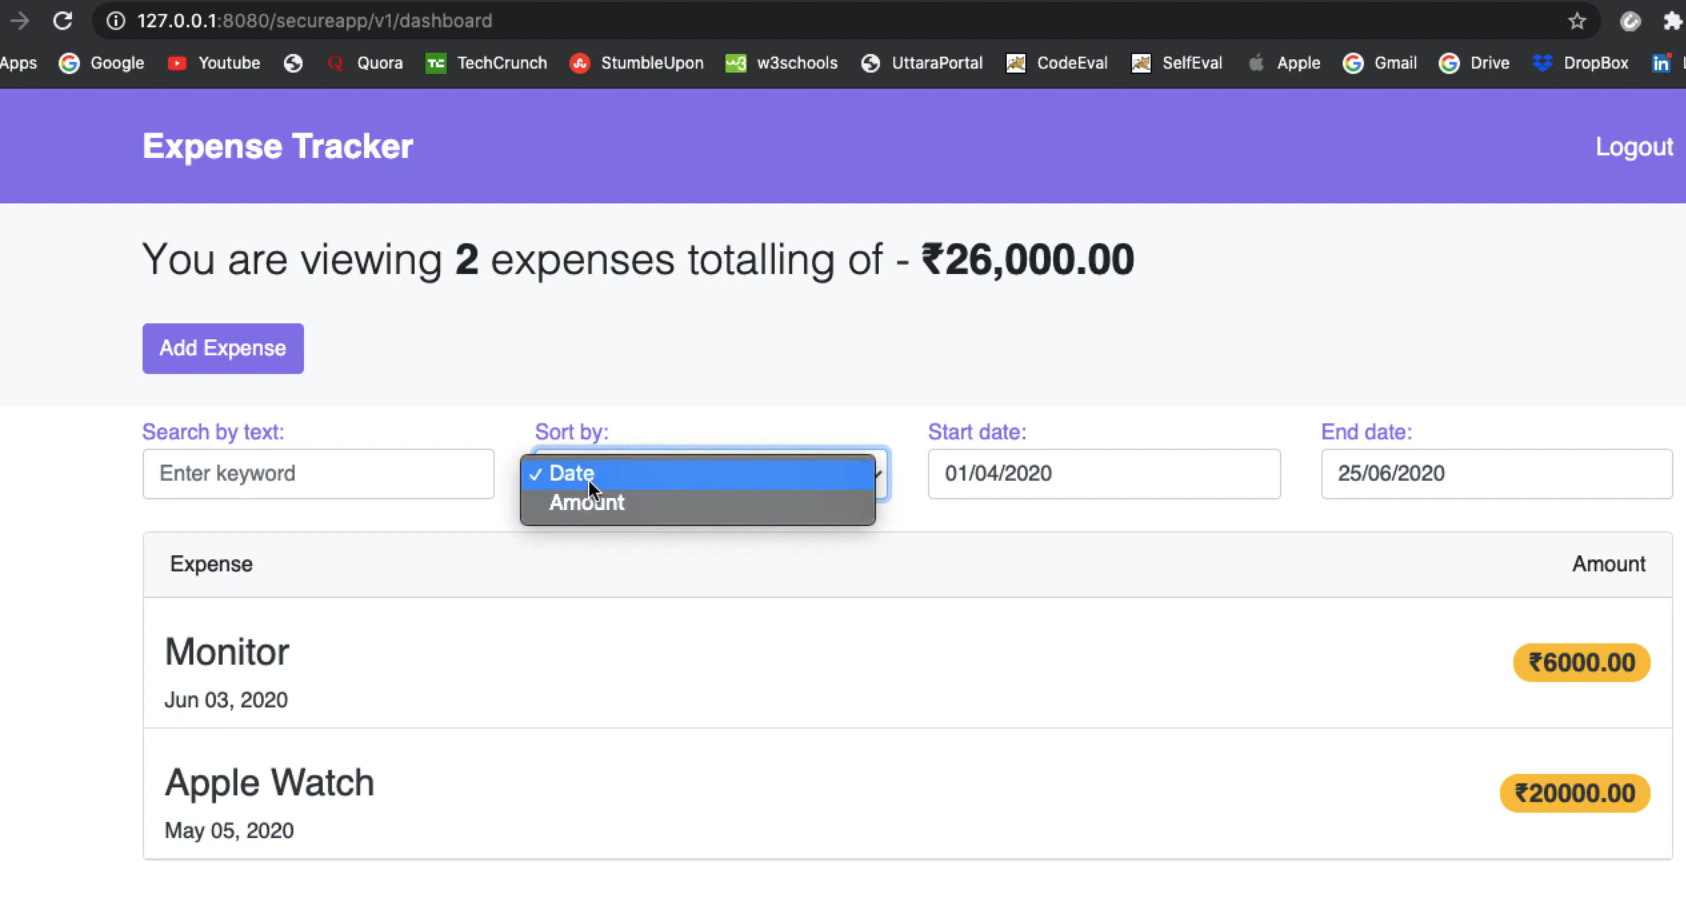 127.0.0.1:8080/secureapp/v1/dashboard
Apps Google Youtube Quora TechCrunch StumbleUpon w3schools UttaraPortal CodeEval SelfEval Apple Gmail Drive DropBox
Expense Tracker Logout
You are viewing 2 expenses totalling of - ₹26,000.00
Add Expense
Search by text: Sort by: Start date: End date:
Enter keyword ✓ Date 01/04/2020 25/06/2020
Amount
Expense Amount
Monitor ₹6000.00
Jun 03, 2020
Apple Watch ₹20000.00
May 05, 2020